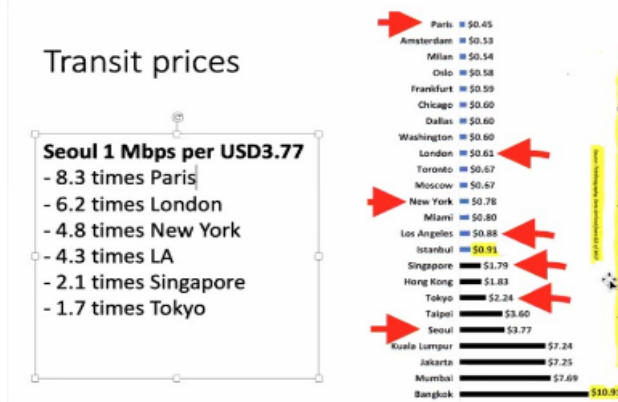 Transit prices
Seoul 1 Mbps per USD3.77
- 8.3 times Paris
- 6.2 times London
- 4.8 times New York
- 4.3 times LA
- 2.1 times Singapore
- 1.7 times Tokyo
Paris $0.45
Amsterdam $0.53
Milan $0.54
Oslo $0.58
Frankfurt $0.59
Chicago $0.60
Dallas $0.60
Washington $0.60
London $0.61
Toronto $0.67
Moscow $0.67
New York $0.78
Miami $0.80
Los Angeles $0.88
Istanbul $0.91
Singapore $1.79
Hong Kong $1.83
Tokyo $2.24
Taipei $3.60
Seoul $3.77
Kuala Lumpur $7.24
Jakarta $7.25
Mumbai $7.69
Bangkok